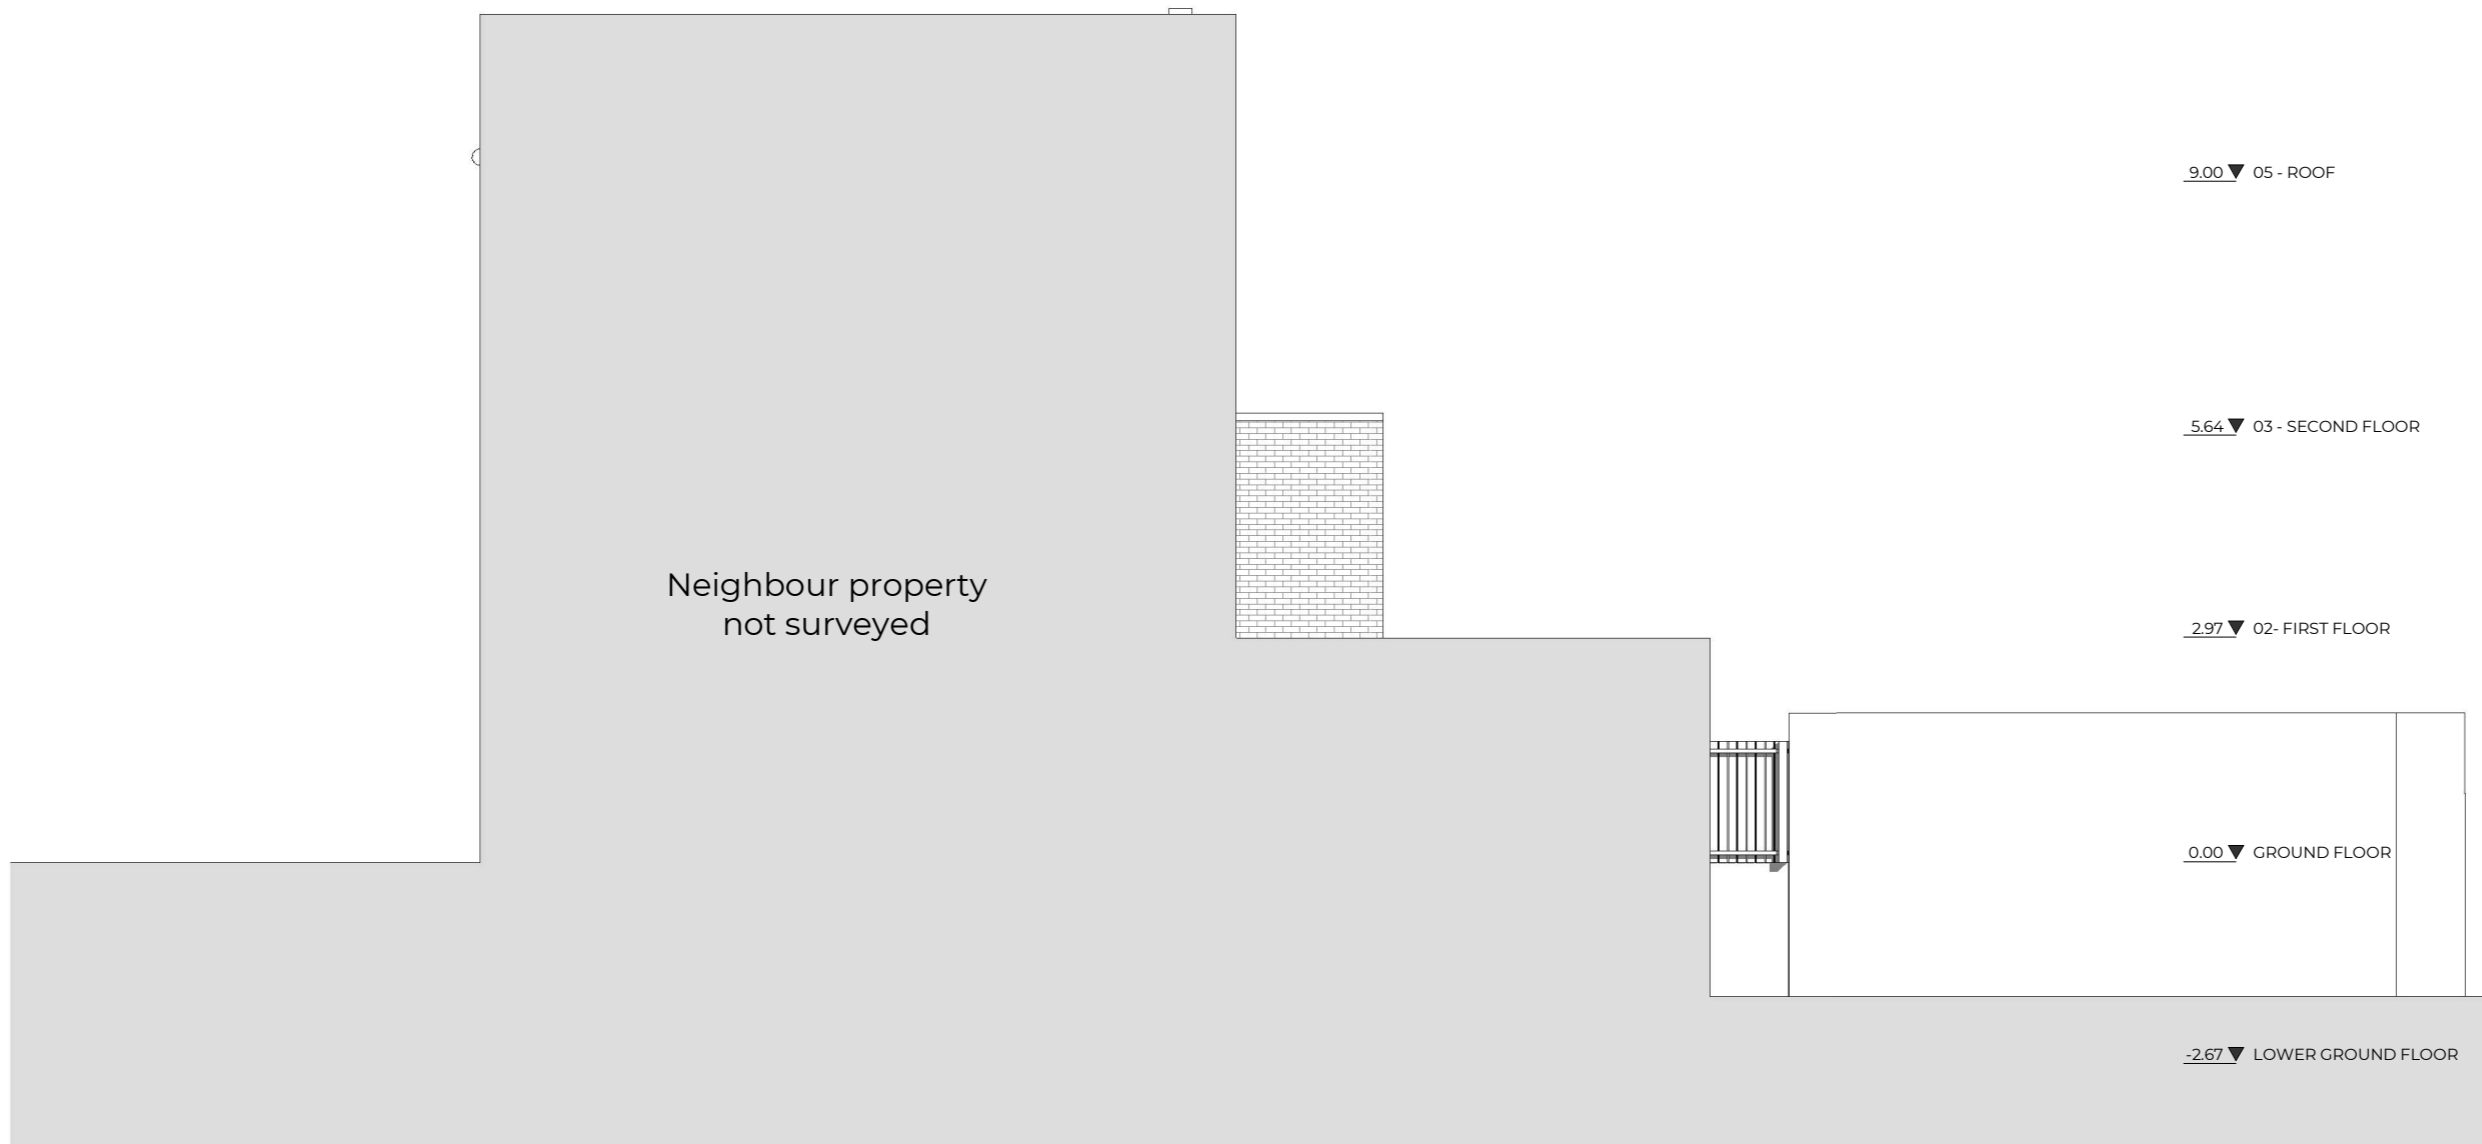 9.00 05 - ROOF
5.64 03 - SECOND FLOOR
Neighbour property
not surveyed
2.97 02- FIRST FLOOR
0.00 GROUND FLOOR
-2.67 LOWER GROUND FLOOR